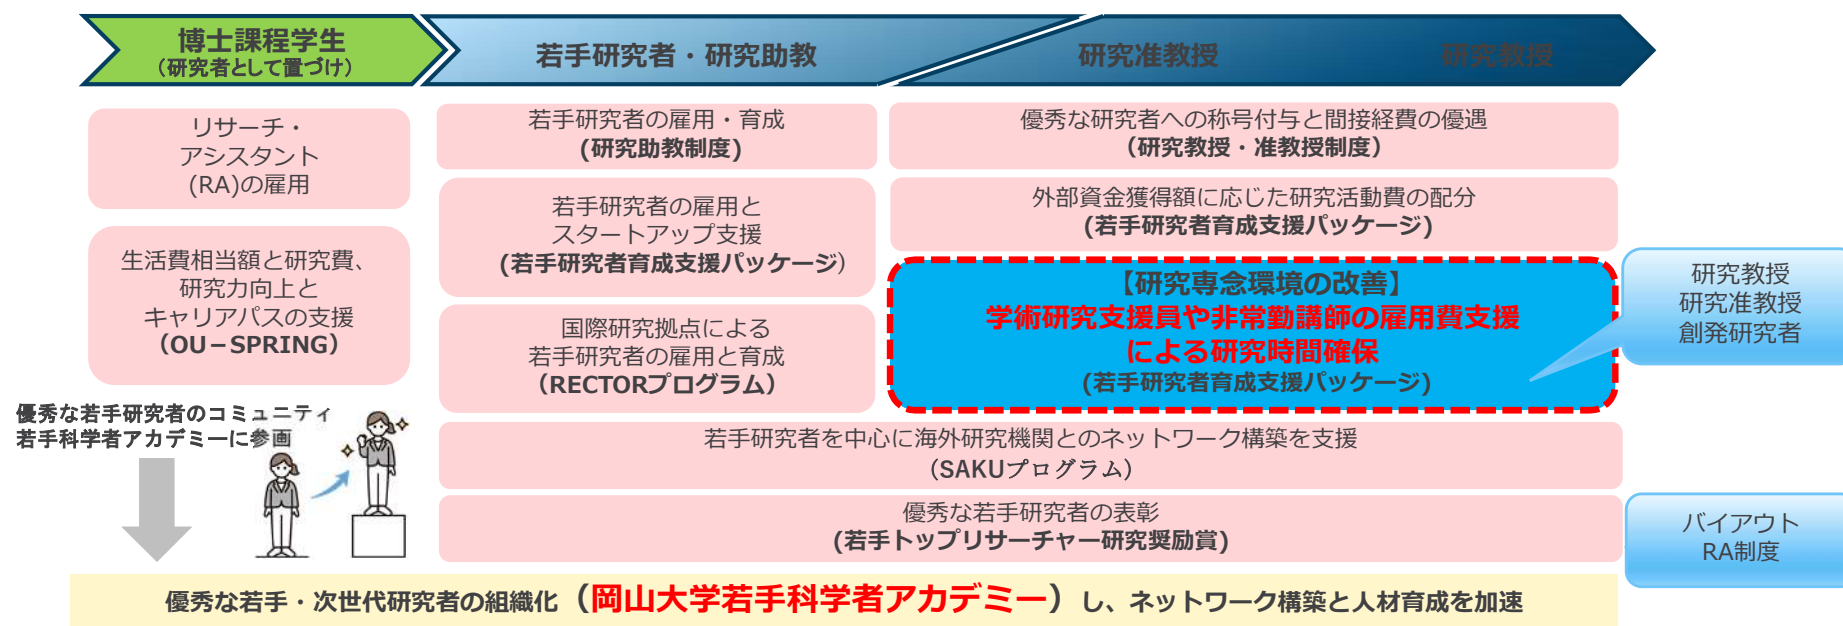 博士課程学生
(研究者として置づけ)
若手研究者・研究助教
研究准教授
研究教授
リサーチ・
アシスタント
(RA)の雇用
生活費相当額と研究費、
研究力向上と
キャリアパスの支援
（OU－SPRING）
優秀な若手研究者のコミュニティ
若手科学者アカデミーに参画
若手研究者の雇用・育成
(研究助教制度)
若手研究者の雇用と
スタートアップ支援
(若手研究者育成支援パッケージ)
国際研究拠点による
若手研究者の雇用と育成
（RECTORプログラム）
優秀な研究者への称号付与と間接経費の優遇
（研究教授・准教授制度）
外部資金獲得額に応じた研究活動費の配分
(若手研究者育成支援パッケージ)
【研究専念環境の改善】
学術研究支援員や非常勤講師の雇用費支援
による研究時間確保
(若手研究者育成支援パッケージ)
研究教授
研究准教授
創発研究者
若手研究者を中心に海外研究機関とのネットワーク構築を支援
（SAKUプログラム）
優秀な若手研究者の表彰
(若手トップリサーチャー研究奨励賞)
バイアウト
RA制度
優秀な若手・次世代研究者の組織化（岡山大学若手科学者アカデミー）し、ネットワーク構築と人材育成を加速